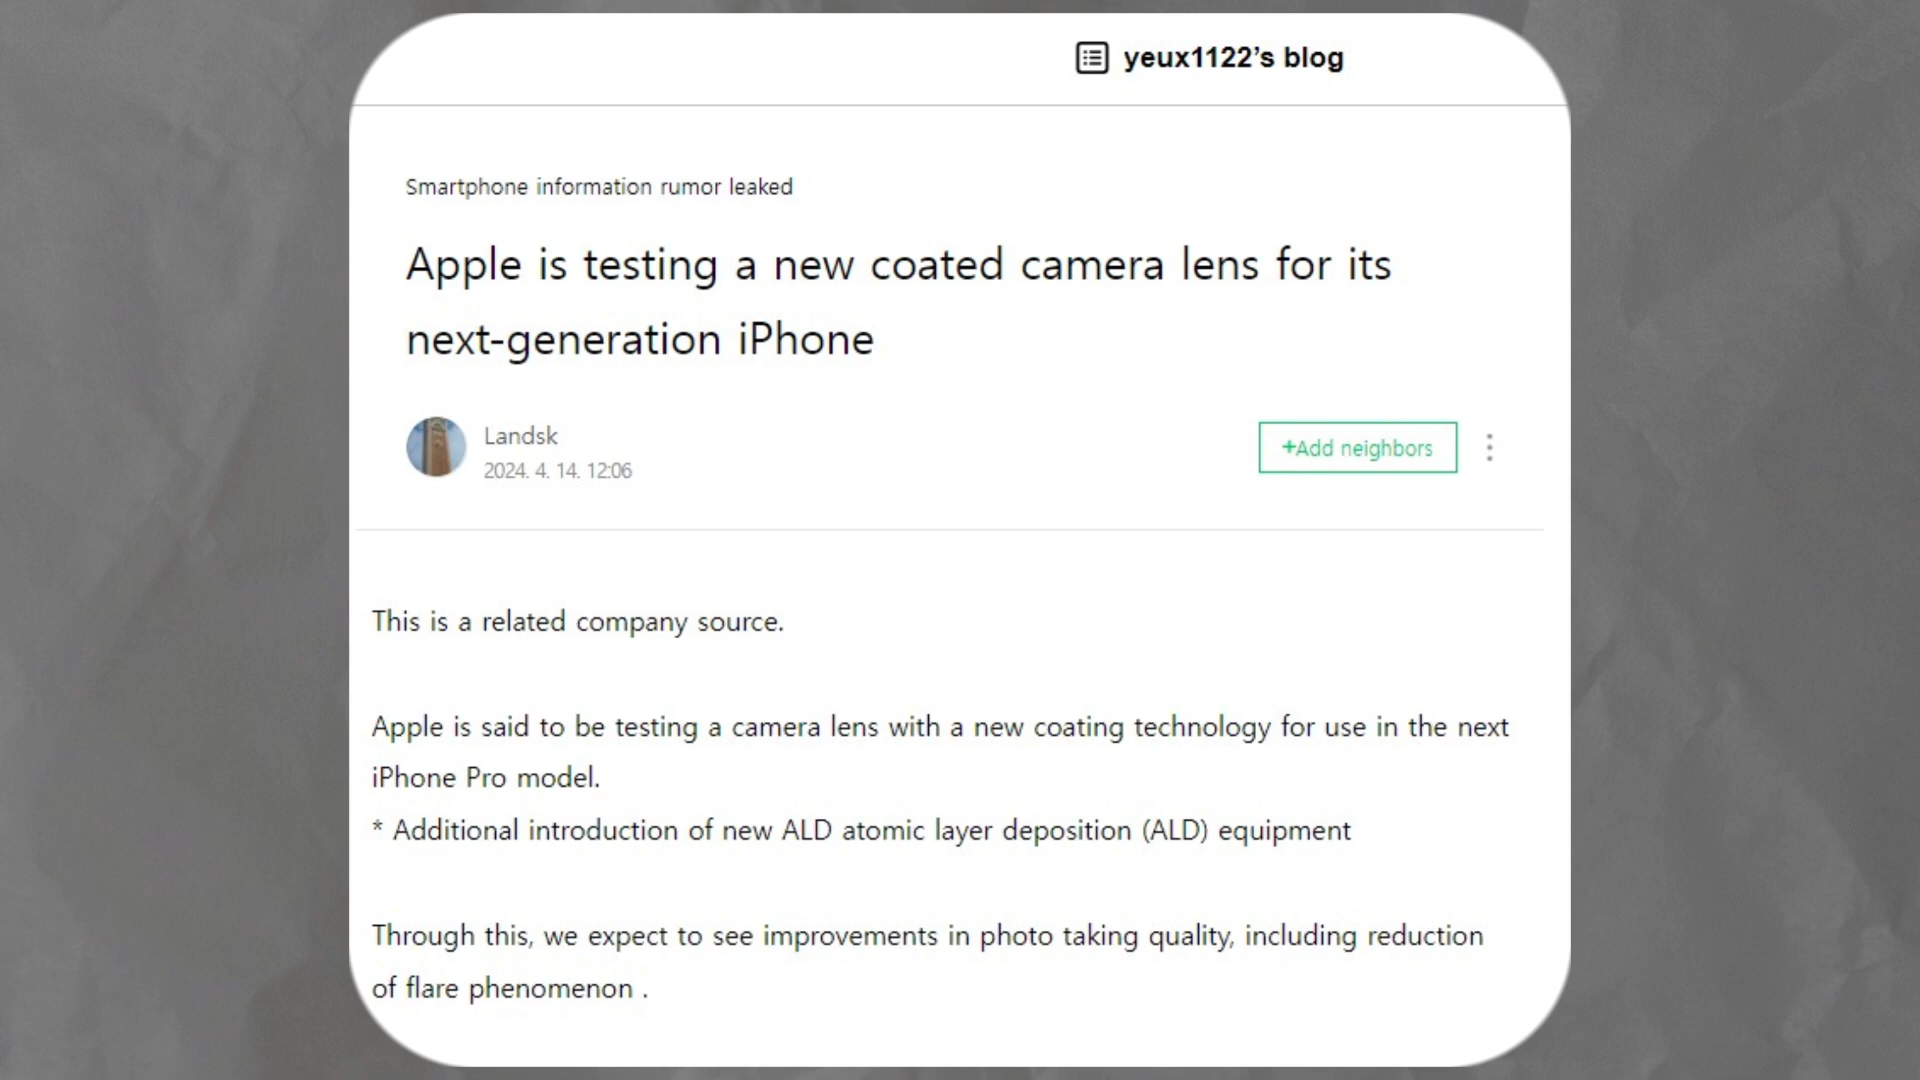 yeux1122’s blog
Smartphone information rumor leaked
Apple is testing a new coated camera lens for its
next-generation iPhone
Landsk
2024. 4. 14. 12:06
+Add neighbors
This is a related company source.
Apple is said to be testing a camera lens with a new coating technology for use in the next
iPhone Pro model.
* Additional introduction of new ALD atomic layer deposition (ALD) equipment
Through this, we expect to see improvements in photo taking quality, including reduction
of flare phenomenon .